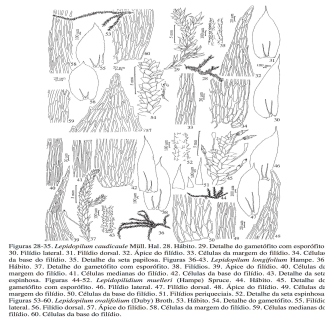 Figuras 28-35. Lepidopilum caudicaule Müll. Hal. 28. Hábito. 29. Detalhe do gametófito com esporófito.
30. Filídio lateral. 31. Filídio dorsal. 32. Ápice do filídio. 33. Células da margem do filídio. 34. Células
da base do filídio. 35. Detalhe da seta papilosa. Figuras 36-43. Lepidopilum longifolium Hampe. 36.
Hábito. 37. Detalhe do gametófito com esporófito. 38. Filídios. 39. Ápice do filídio. 40. Células da
margem do filídio. 41. Células medianas do filídio. 42. Células da base do filídio. 43. Detalhe da seta
espinhosa. Figuras 44-52. Lepidopilidium muelleri (Hampe) Spruce. 44. Hábito. 45. Detalhe do
gametófito com esporófito. 46. Filídio lateral. 47. Filídio dorsal. 48. Ápice do filídio. 49. Células da
margem do filídio. 50. Células da base do filídio. 51. Filídios periqueciais. 52. Detalhe da seta espinhosa.
Figuras 53-60. Lepidopilum ovalifolium (Duby) Broth. 53. Hábito. 54. Detalhe do gametófito. 55. Filídio
lateral. 56. Filídio dorsal. 57. Ápice do filídio. 58. Células da margem do filídio. 59. Células medianas do
filídio. 60. Células da base do filídio.